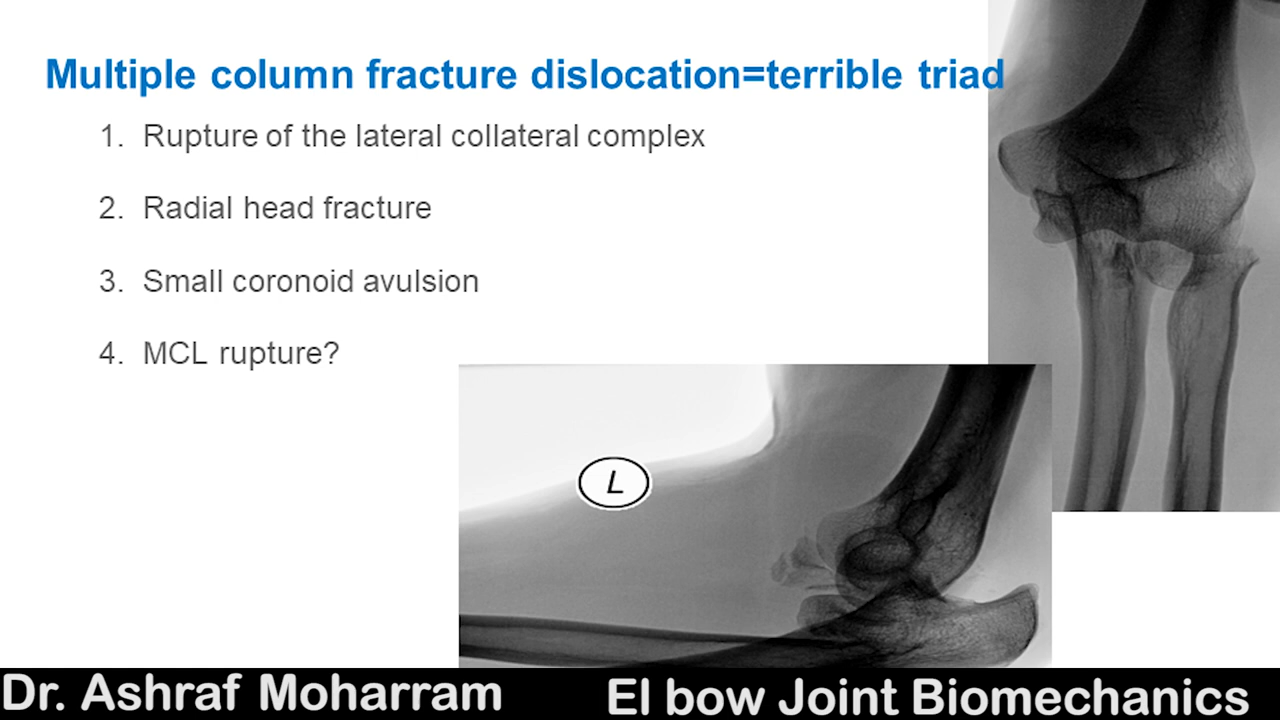 Multiple column fracture dislocation=terrible triad
1. Rupture of the lateral collateral complex
2. Radial head fracture
3. Small coronoid avulsion
4. MCL rupture?
L
Dr. Ashraf Moharram
El bow Joint Biomechanics